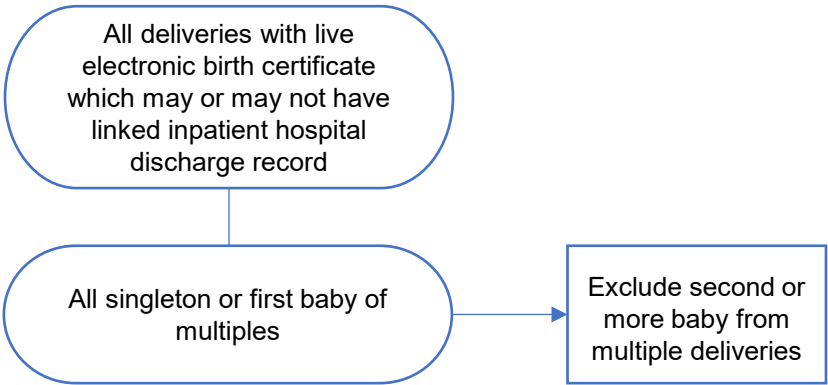 All deliveries with live
electronic birth certificate
which may or may not have
linked inpatient hospital
discharge record
All singleton or first baby of
multiples
Exclude second or
more baby from
multiple deliveries